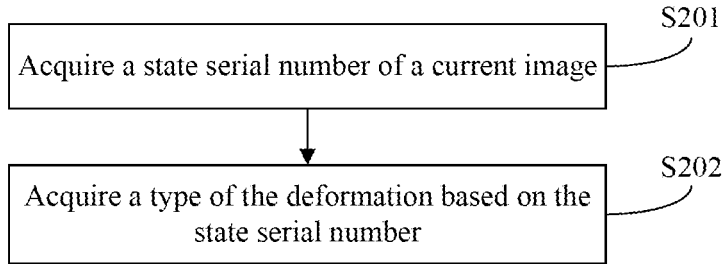 S201
Acquire a state serial number of a current image
S202
Acquire a type of the deformation based on the
state serial number